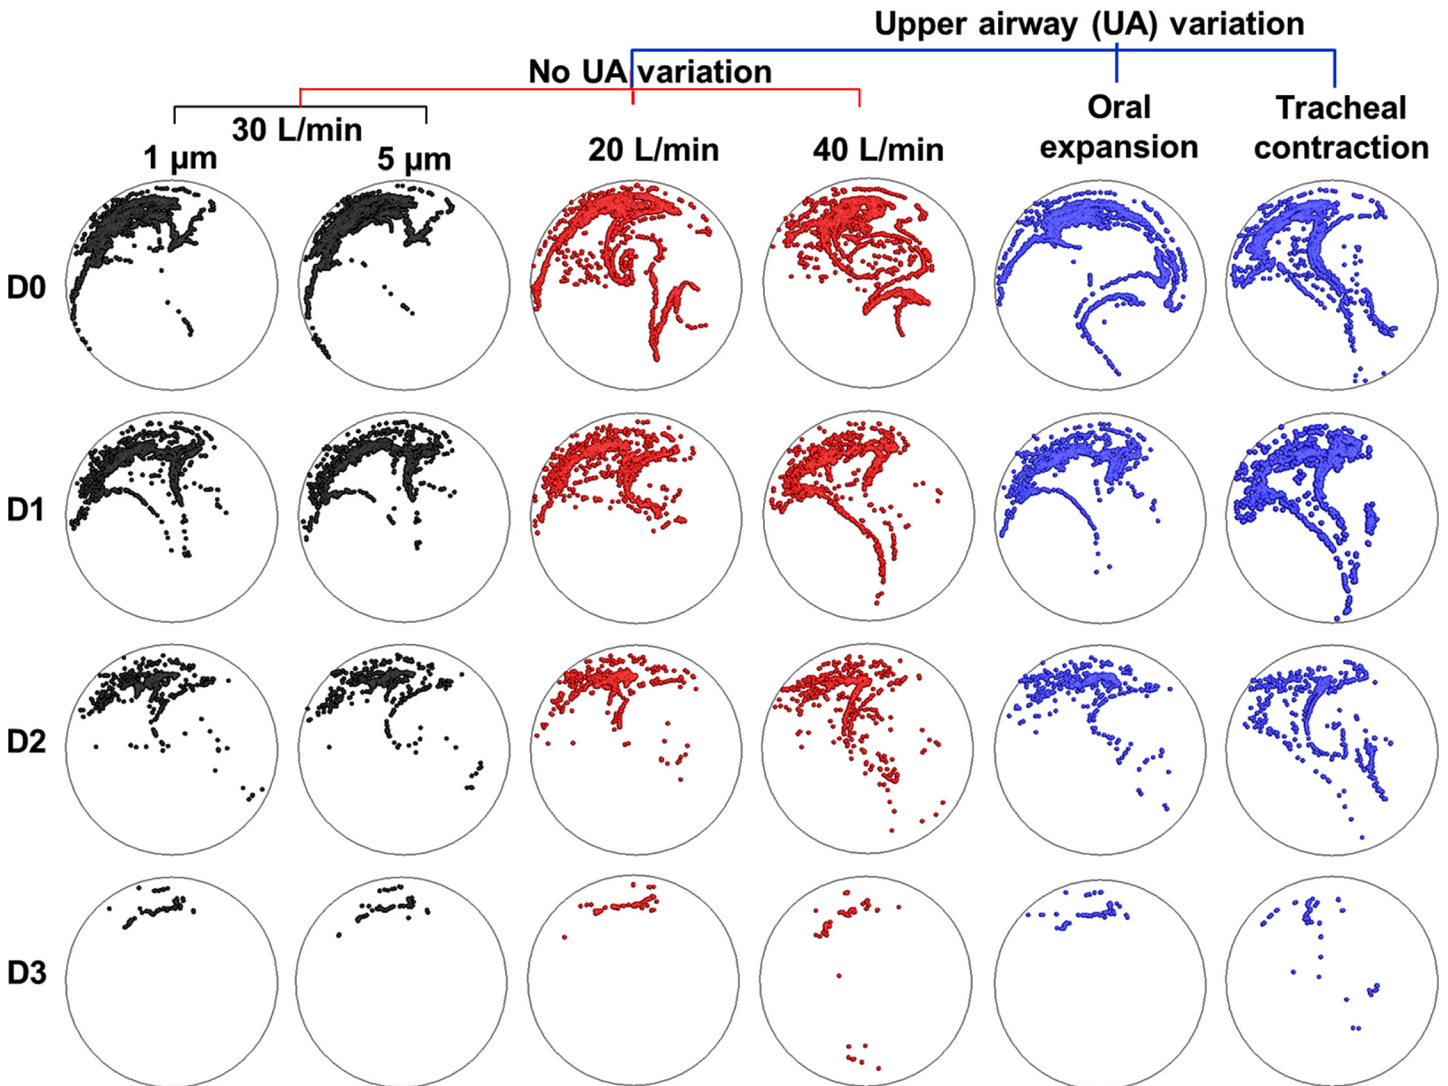 Upper airway (UA) variation
No UA variation
30 L/min
1 µm
5 µm
20 L/min
40 L/min
Oral
expansion
Tracheal
contraction
D0
D1
D2
D3